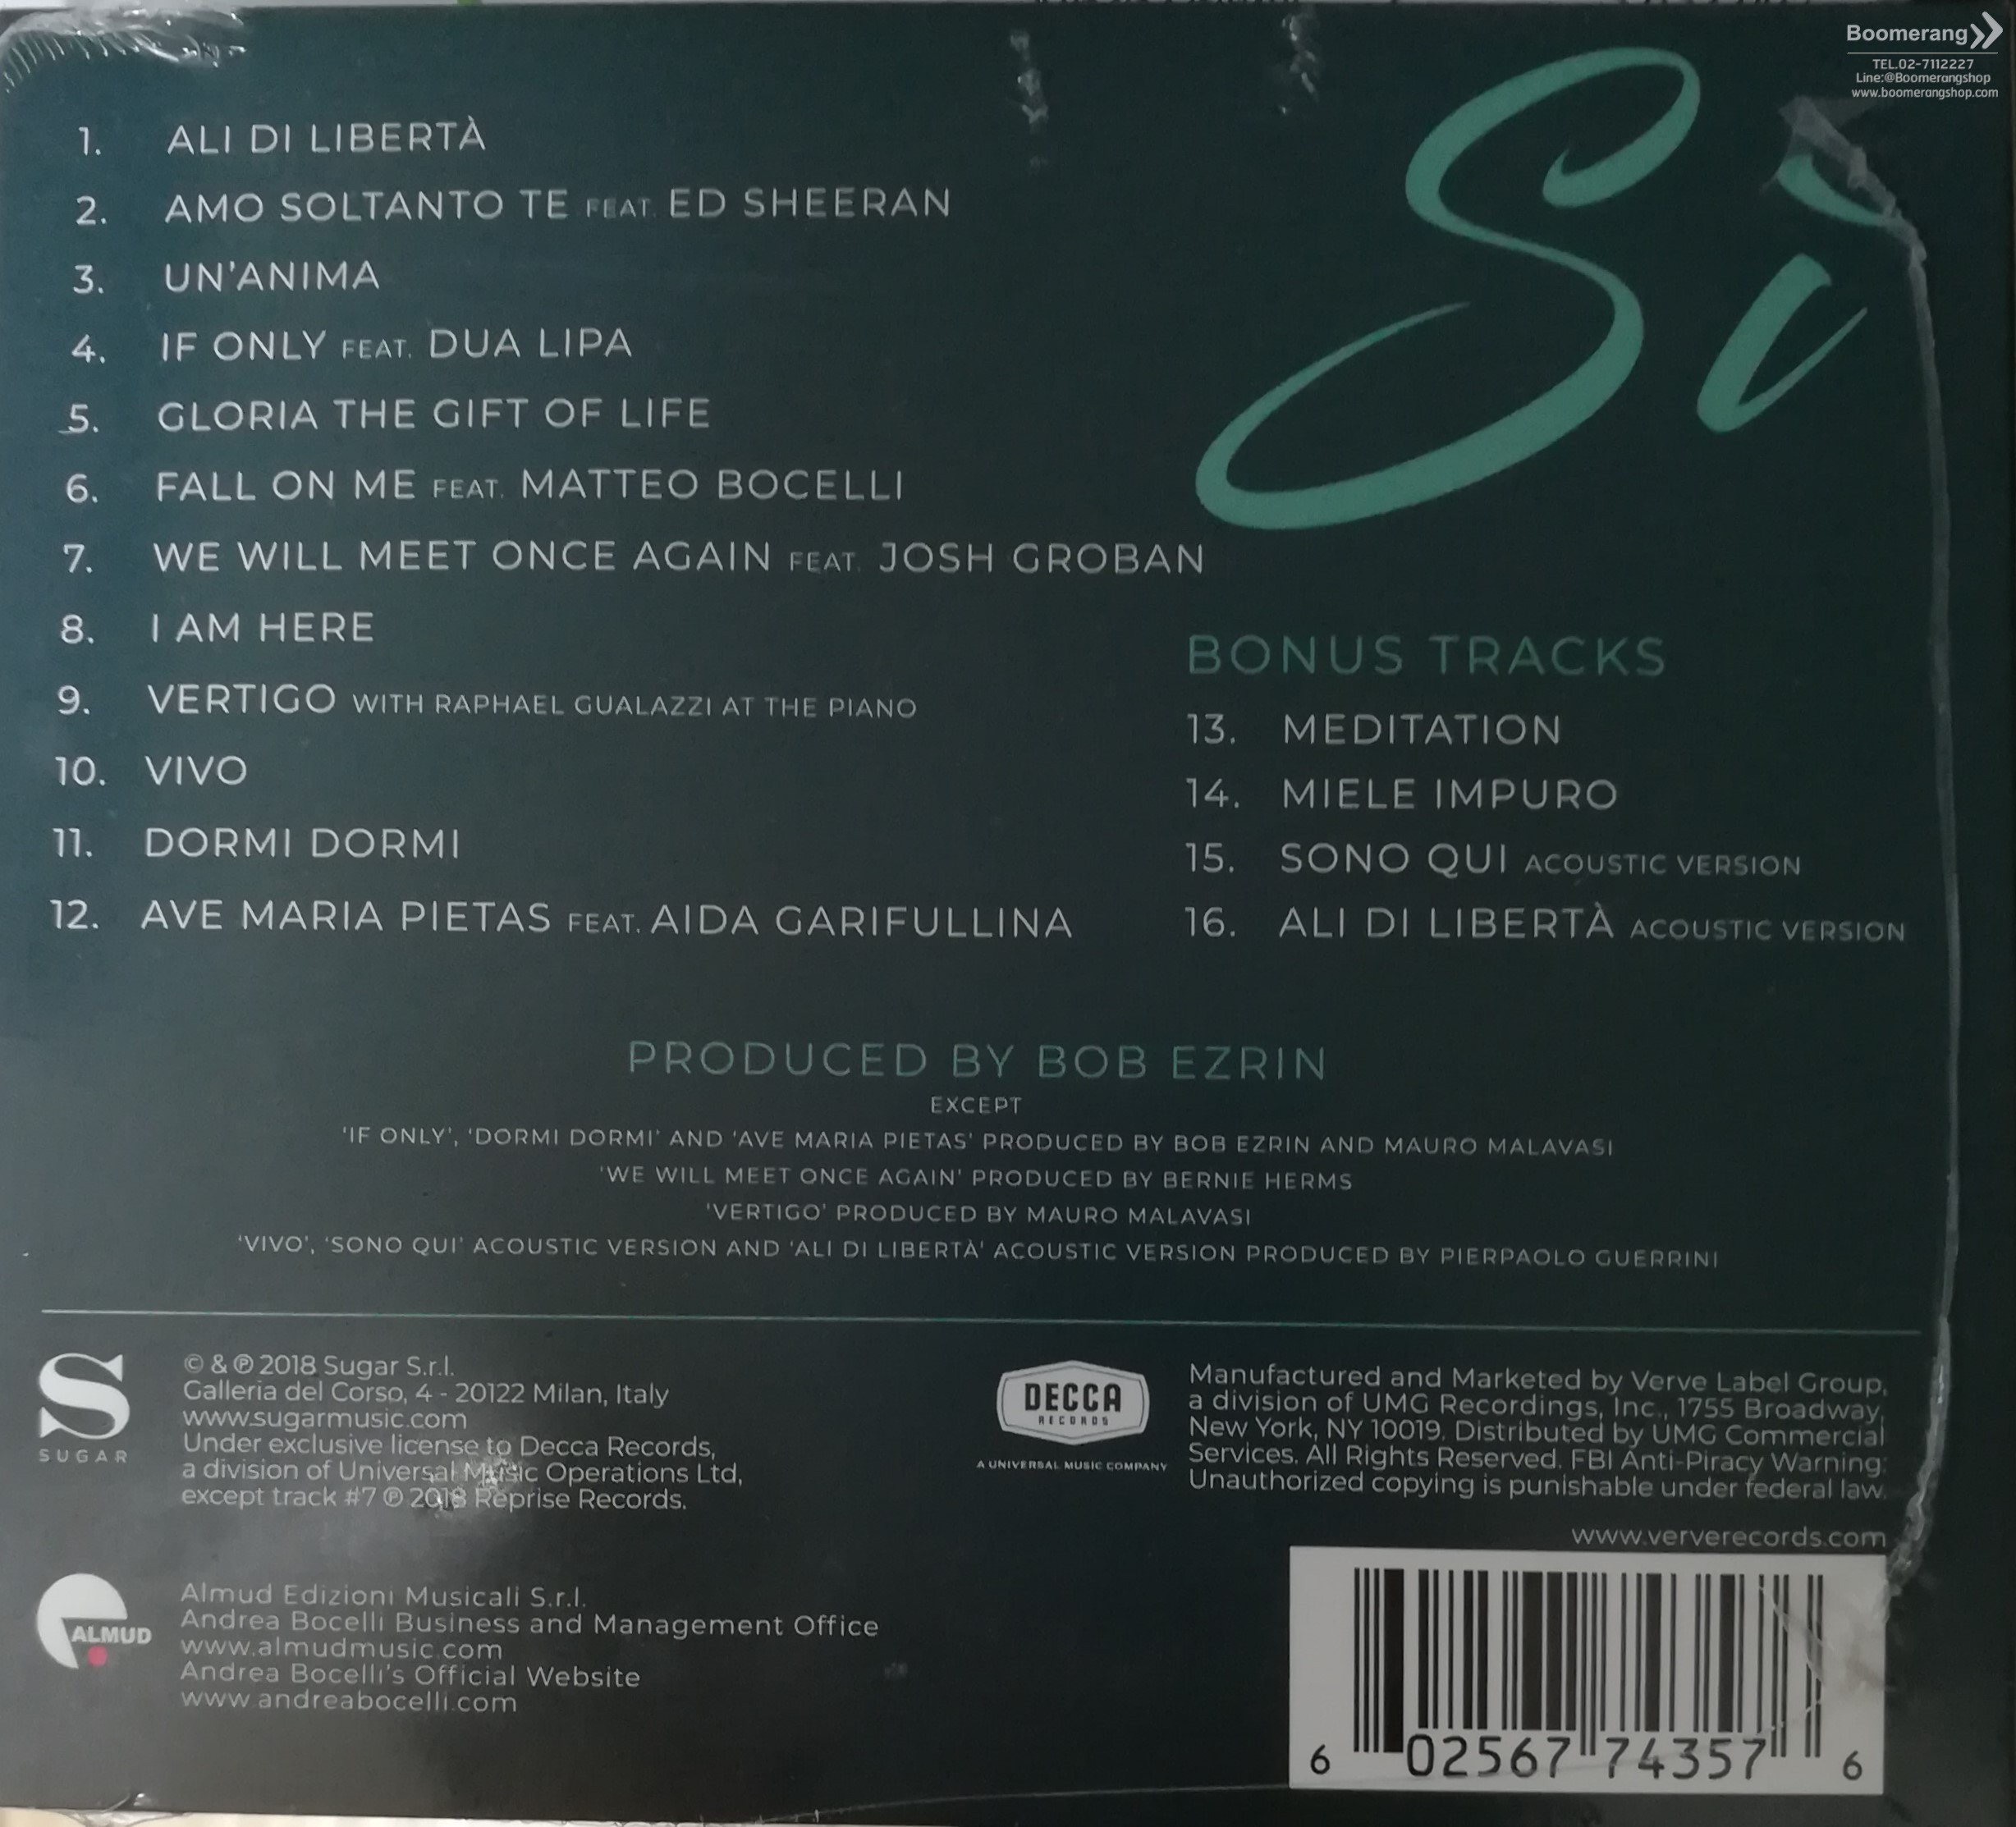 Boomerang
TEL.02-7112227
Line:@Boomerangshop
www.boomerangshop.com
Sì
1. ALI DI LIBERTÀ
2. AMO SOLTANTO TE FEAT. ED SHEERAN
3. UN'ANIMA
4. IF ONLY FEAT. DUA LIPA
5. GLORIA THE GIFT OF LIFE
6. FALL ON ME FEAT. MATTEO BOCELLI
7. WE WILL MEET ONCE AGAIN FEAT. JOSH GROBAN
8. I AM HERE
9. VERTIGO WITH RAPHAEL GUALAZZI AT THE PIANO
10. VIVO
11. DORMI DORMI
12. AVE MARIA PIETAS FEAT. AIDA GARIFULLINA
BONUS TRACKS
13. MEDITATION
14. MIELE IMPURO
15. SONO QUI ACOUSTIC VERSION
16. ALI DI LIBERTÀ ACOUSTIC VERSION
PRODUCED BY BOB EZRIN
EXCEPT
'IF ONLY', 'DORMI DORMI' AND 'AVE MARIA PIETAS' PRODUCED BY BOB EZRIN AND MAURO MALAVASI
'WE WILL MEET ONCE AGAIN' PRODUCED BY BERNIE HERMS
'VERTIGO' PRODUCED BY MAURO MALAVASI
'VIVO', 'SONO QUI' ACOUSTIC VERSION AND 'ALI DI LIBERTÀ' ACOUSTIC VERSION PRODUCED BY PIERPAOLO GUERRINI
S
SUGAR
© & ℗ 2018 Sugar S.r.l.
Galleria del Corso, 4 - 20122 Milan, Italy
www.sugarmusic.com
Under exclusive license to Decca Records,
a division of Universal Music Operations Ltd,
except track #7 ℗ 2018 Reprise Records.
ALMUD
Almud Edizioni Musicali S.r.l.
Andrea Bocelli Business and Management Office
www.almudmusic.com
Andrea Bocelli's Official Website
www.andreabocelli.com
DECCA
RECORDS
A UNIVERSAL MUSIC COMPANY
Manufactured and Marketed by Verve Label Group,
a division of UMG Recordings, Inc., 1755 Broadway,
New York, NY 10019. Distributed by UMG Commercial
Services. All Rights Reserved. FBI Anti-Piracy Warning:
Unauthorized copying is punishable under federal law.
www.ververecords.com
6 02567 74357 6